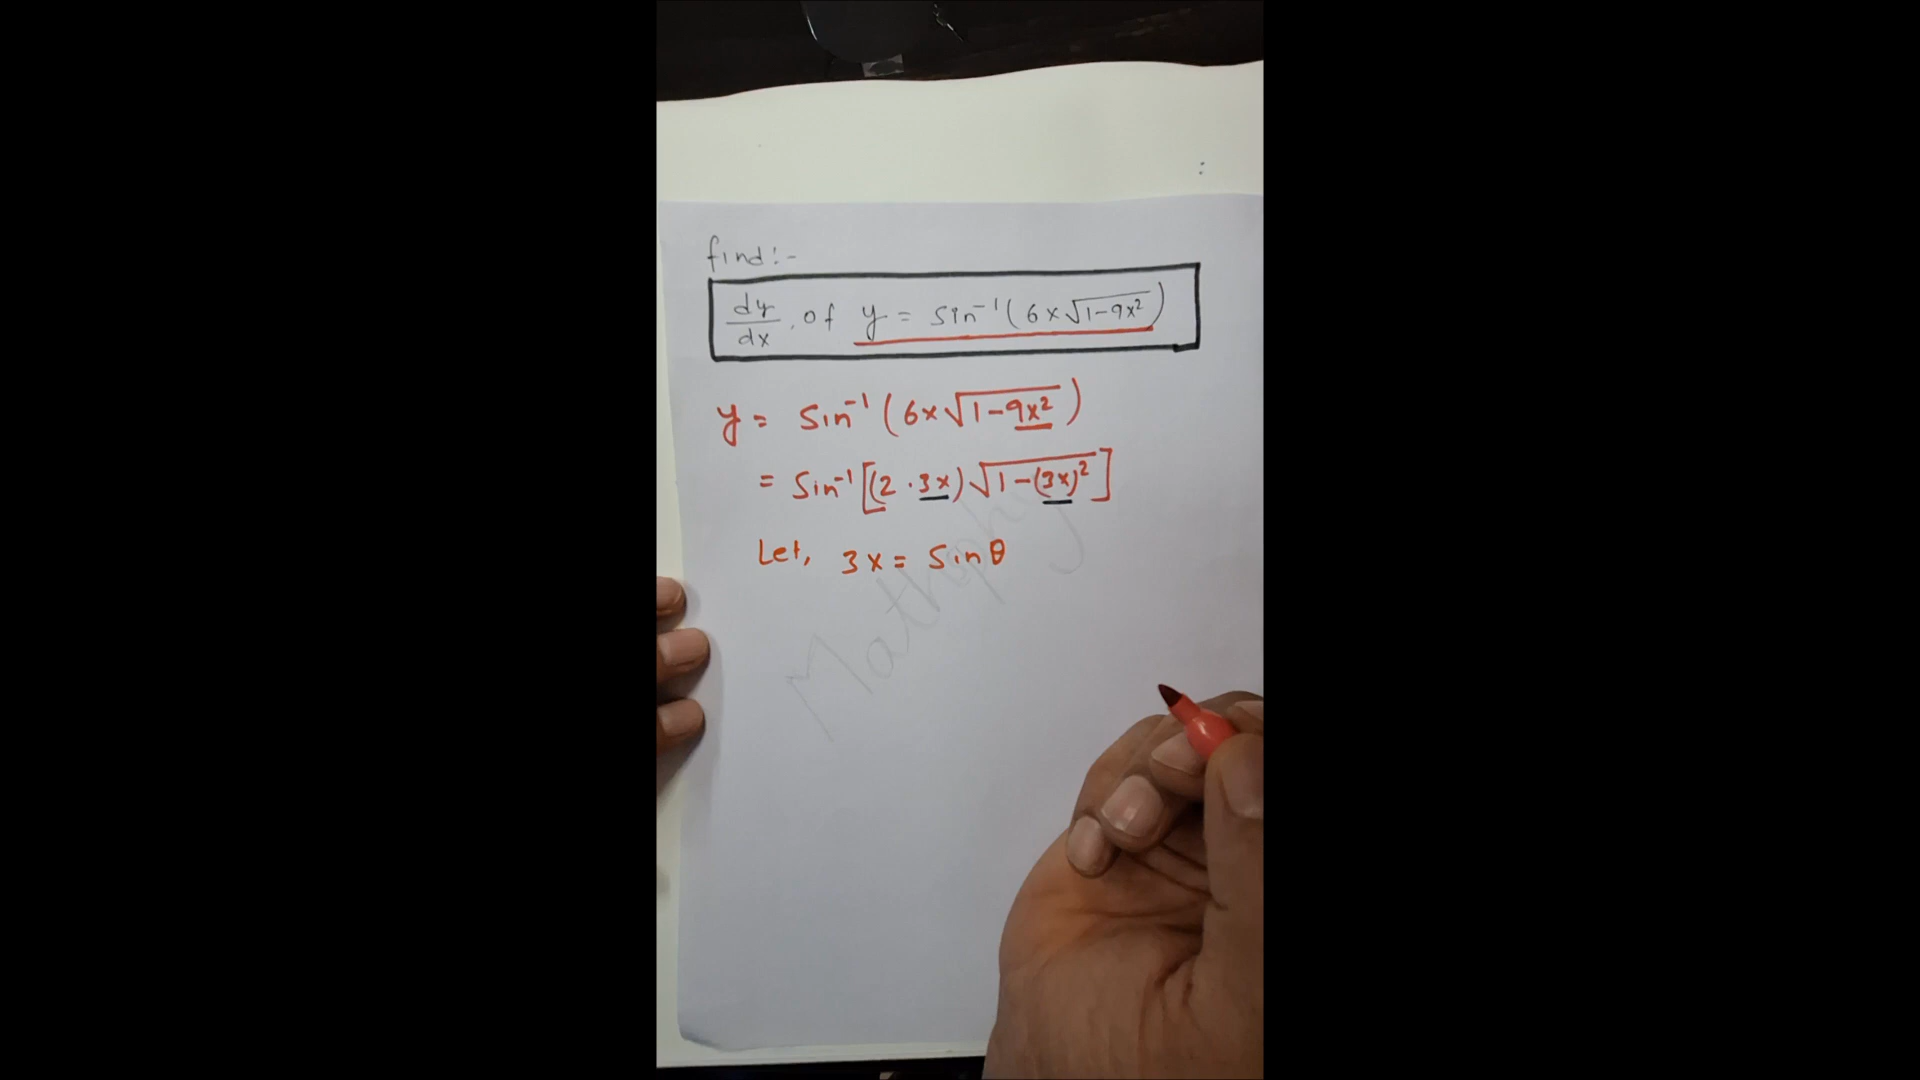 find:-
dy/dx, of y = sin⁻¹(6x√(1-9x²))
y = Sin⁻¹(6x√(1-9x²))
= Sin⁻¹[(2·3x)√(1-(3x)²)]
Let, 3x = Sinθ
Mathophy